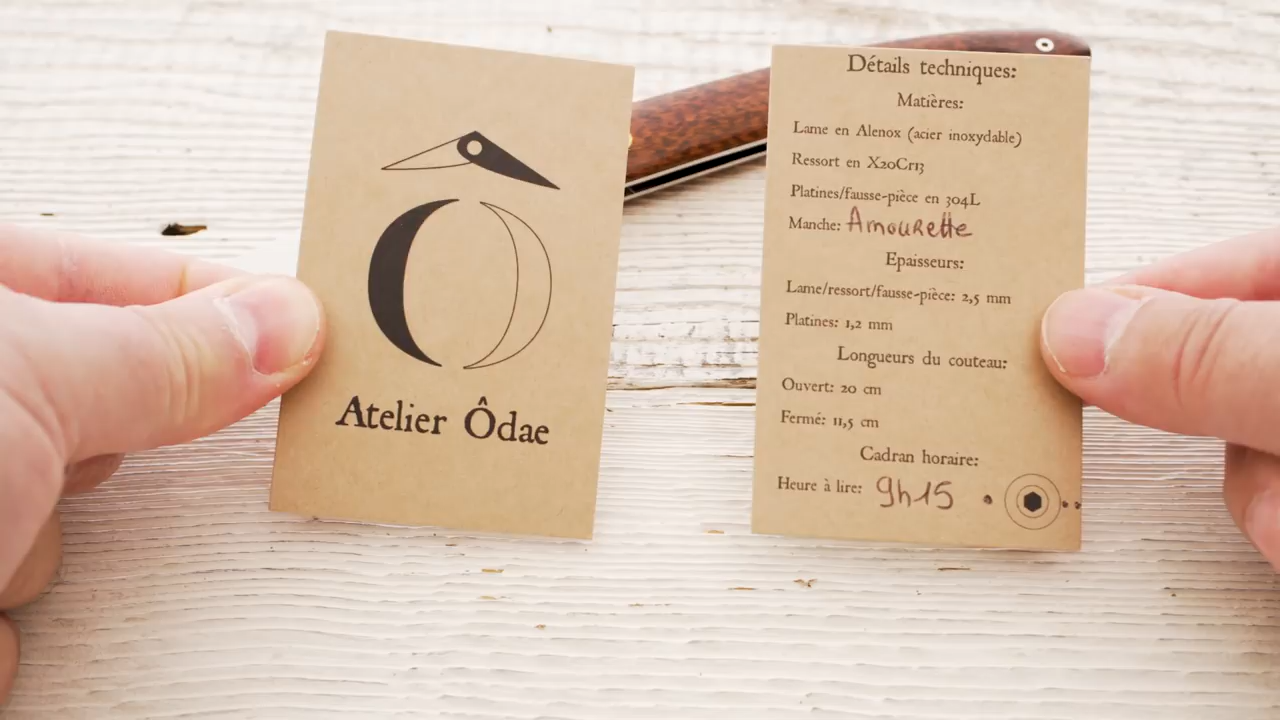 Ô
Atelier Ôdae
Détails techniques:
Matières:
Lame en Alenox (acier inoxydable)
Ressort en X20Cr13
Platines/fausse-pièce en 304L
Manche: Amourette
Epaisseurs:
Lame/ressort/fausse-pièce: 2,5 mm
Platines: 1,2 mm
Longueurs du couteau:
Ouvert: 20 cm
Fermé: 11,5 cm
Cadran horaire:
Heure à lire: 9h15